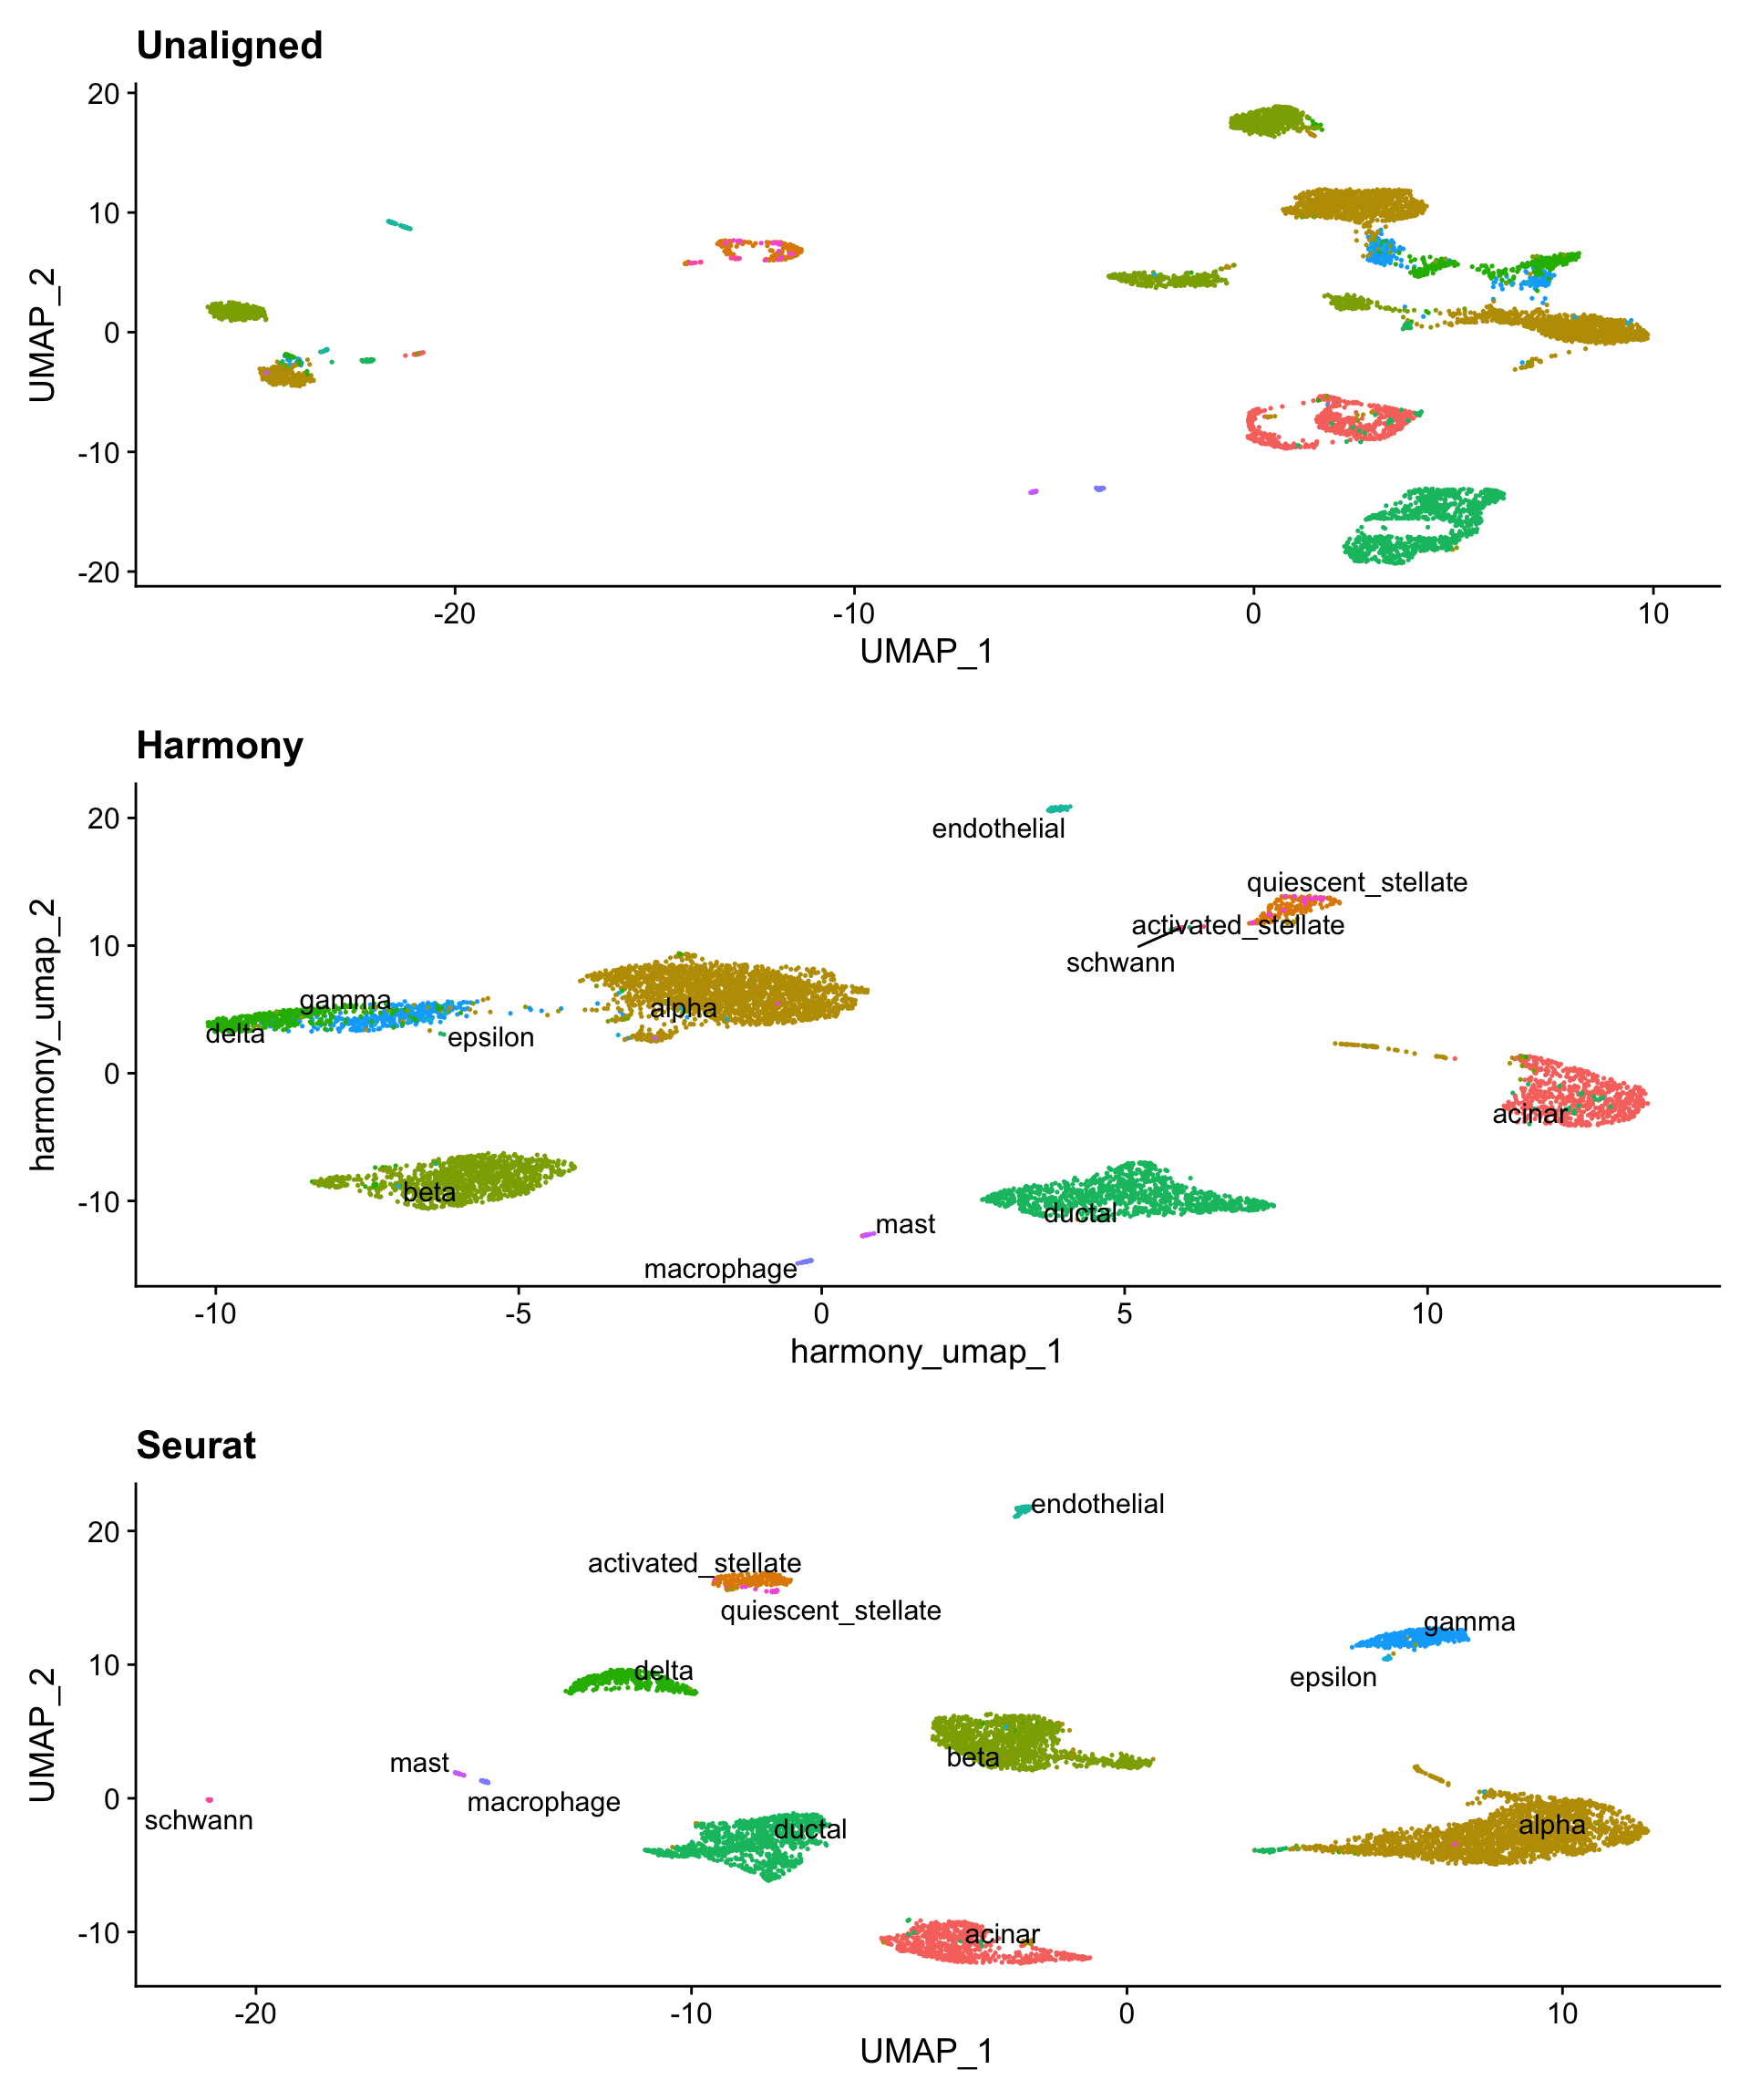 Unaligned
20
10
0
-10
-20
UMAP_2
-20 -10 0 10
UMAP_1
Harmony
20
10
0
-10
harmony_umap_2
endothelial
quiescent_stellate
activated_stellate
schwann
gamma
alpha
delta
epsilon
acinar
beta
ductal
mast
macrophage
-10 -5 0 5 10
harmony_umap_1
Seurat
20
10
0
-10
UMAP_2
endothelial
activated_stellate
quiescent_stellate
gamma
delta
epsilon
beta
mast
macrophage
schwann
ductal
alpha
acinar
-20 -10 0 10
UMAP_1